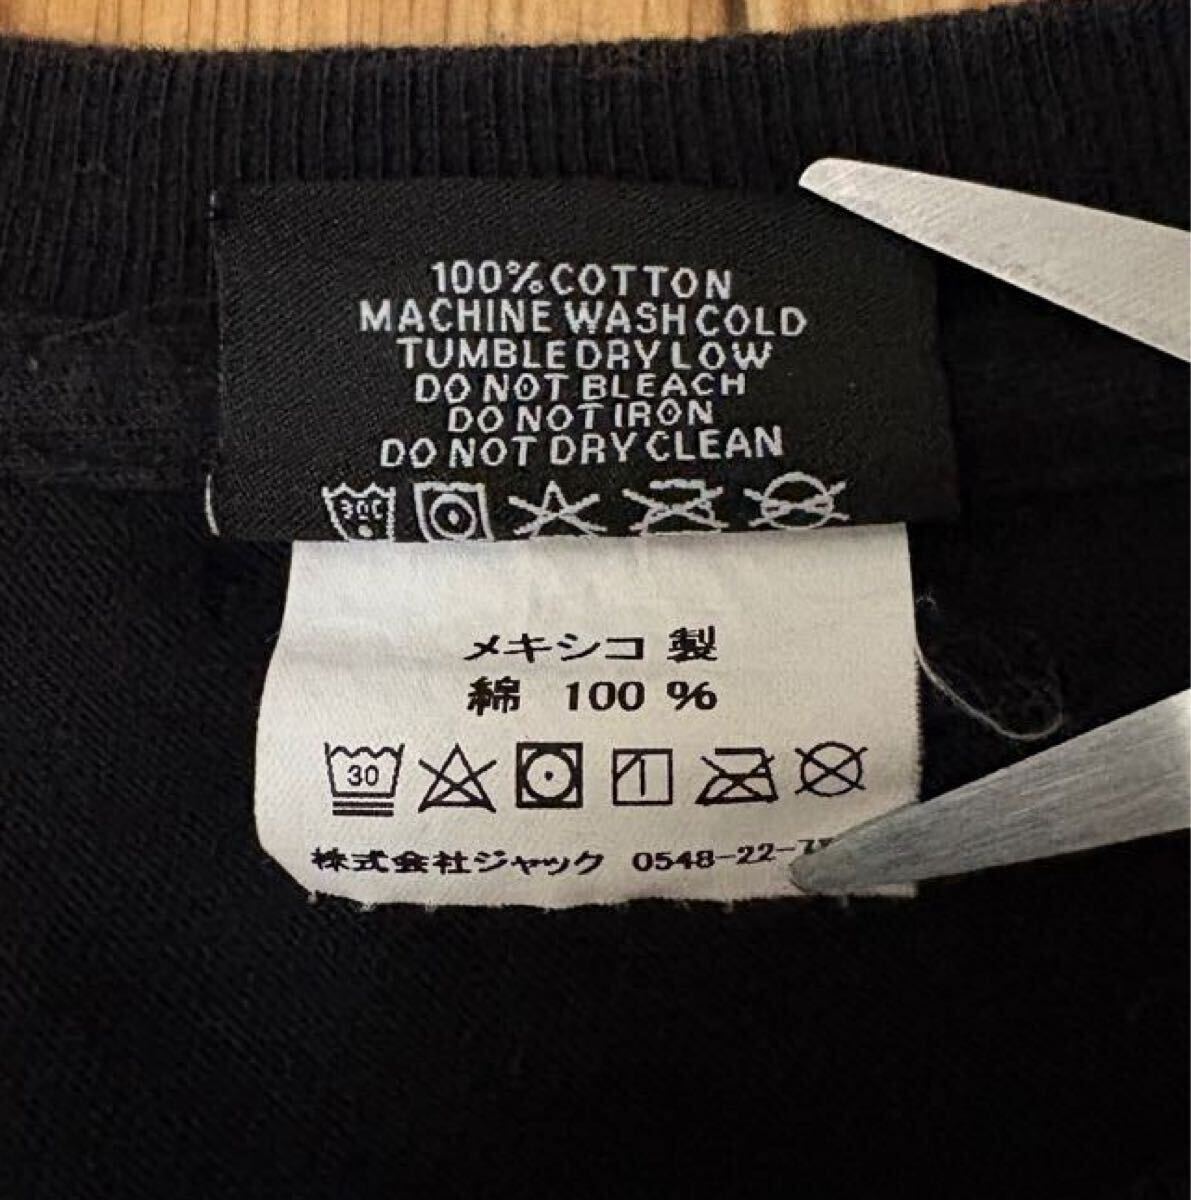 100% COTTON
MACHINE WASH COLD
TUMBLE DRY LOW
DO NOT BLEACH
DO NOT IRON
DO NOT DRY CLEAN
30C
メキシコ 製
綿 100 %
30
株式会社ジャック 0548-22-